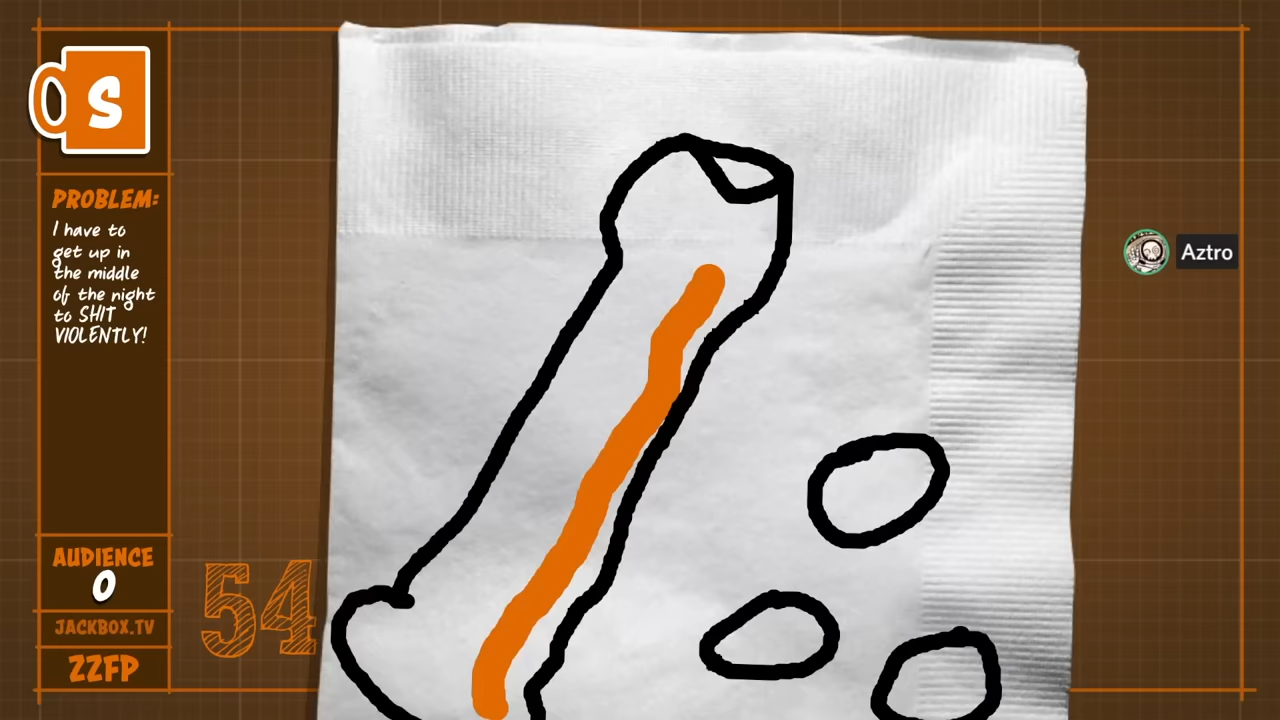 S
PROBLEM:
I have to
get up in
the middle
of the night
to SHIT
VIOLENTLY!
AUDIENCE
0
JACKBOX.TV
ZZFP
54
Aztro